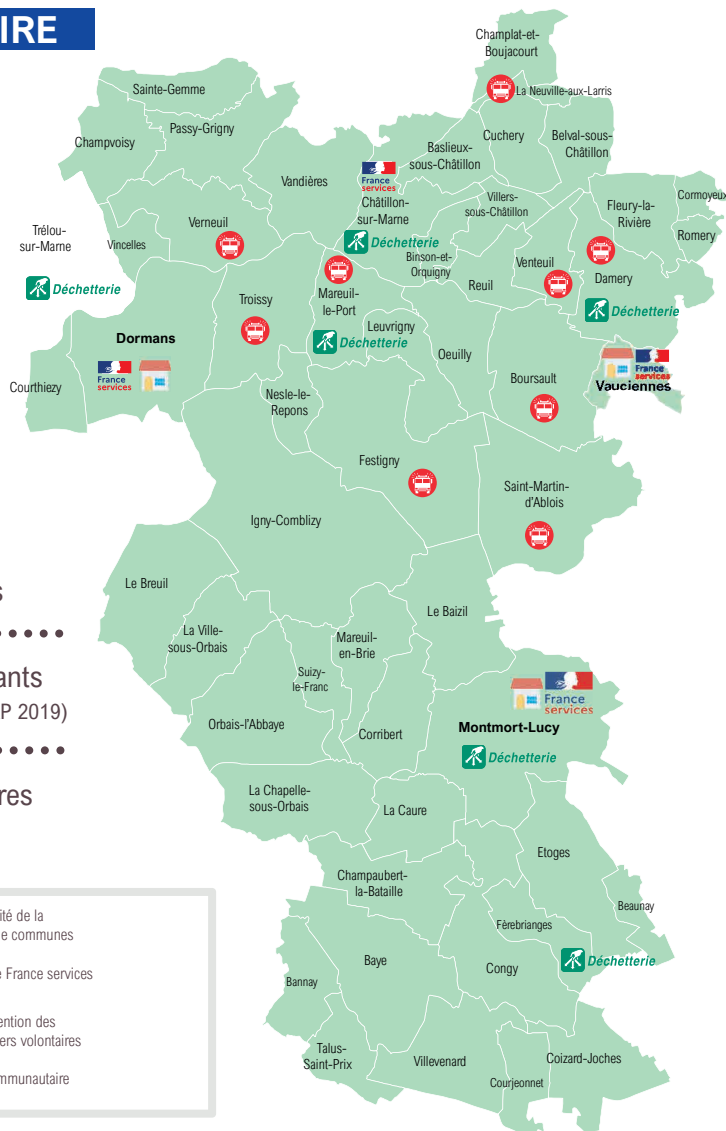 IRE
Champlat-et-
Boujacourt
La Neuville-aux-Larris
Sainte-Gemme
Passy-Grigny
Champvoisy
Cuchery
Belval-sous-
Châtillon
Baslieux-
sous-Châtillon
Vandières
France
services
Châtillon-
sur-Marne
Villers-
sous-Châtillon
Fleury-la-
Rivière
Cormoyeux
Romery
Trélou-
sur-Marne
Vincelles
Verneuil
Déchetterie
Binson-et-
Orquigny
Venteuil
Damery
Déchetterie
Troissy
Mareuil-
le-Port
Reuil
Déchetterie
Leuvrigny
Déchetterie
Dormans
Oeuilly
France
services
Courthiezy
Boursault
France
services
Vauciennes
Nesle-le-
Repons
Festigny
Saint-Martin-
d'Ablois
Igny-Comblizy
Le Breuil
s
Le Baizil
La Ville-
sous-Orbais
Mareuil-
en-Brie
Suizy-
le-Franc
ants
P 2019)
France
services
Orbais-l'Abbaye
Corribert
Montmort-Lucy
Déchetterie
res
La Chapelle-
sous-Orbais
La Caure
Etoges
Champaubert-
la-Bataille
Beaunay
Fèrebrianges
ité de la
e communes
Baye
Congy
Déchetterie
e France services
Bannay
ention des
ers volontaires
Talus-
Saint-Prix
Villevenard
Coizard-Joches
Courjeonnet
mmunautaire